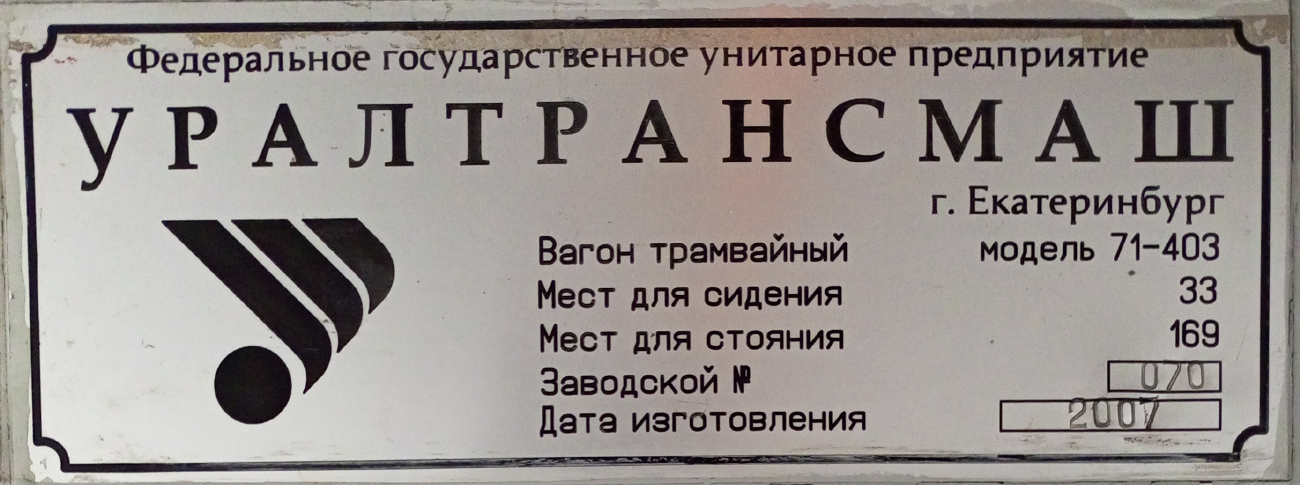 Федеральное государственное унитарное предприятие
УРАЛТРАНСМАШ
г. Екатеринбург
Вагон трамвайный модель 71-403
Мест для сидения 33
Мест для стояния 169
Заводской № 070
Дата изготовления 2007